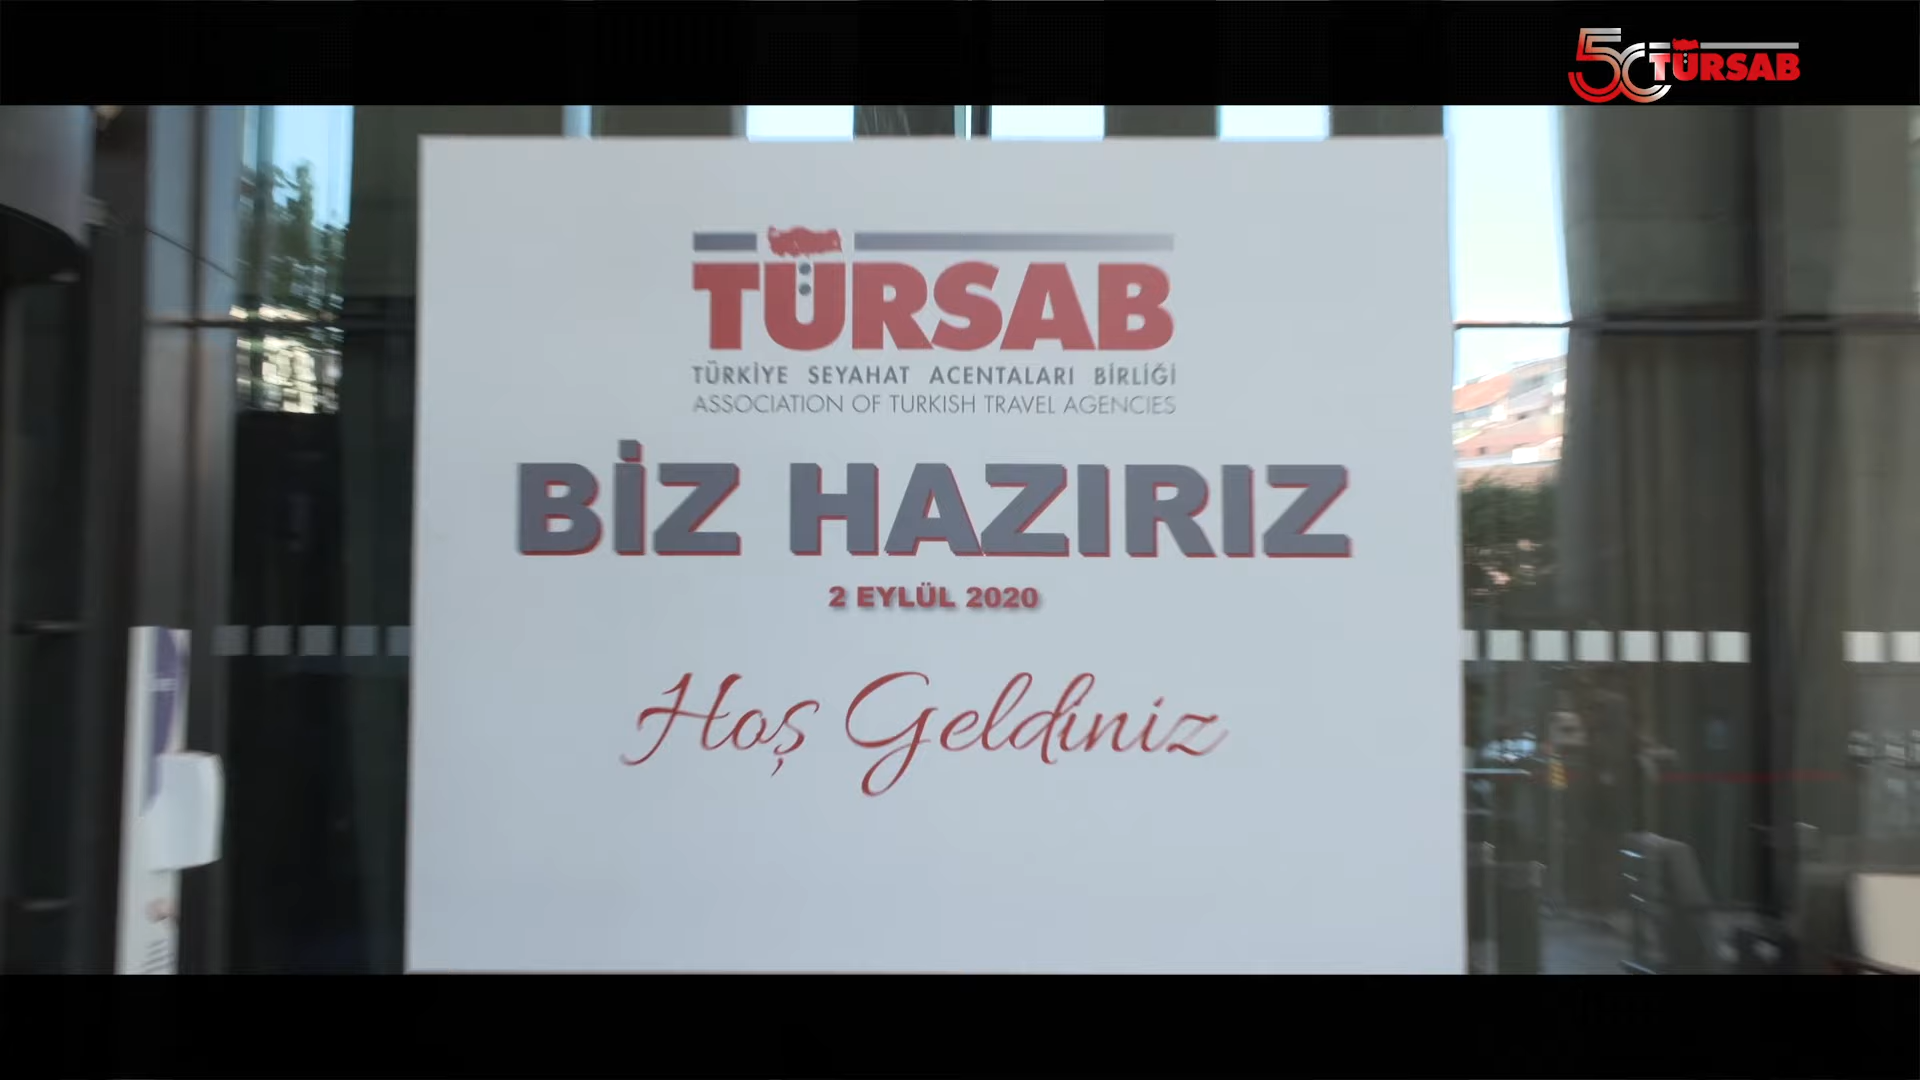 50 TÜRSAB
TÜRSAB
TÜRKİYE SEYAHAT ACENTALARI BİRLİĞİ
ASSOCIATION OF TURKISH TRAVEL AGENCIES
BİZ HAZIRIZ
2 EYLÜL 2020
Hoş Geldiniz